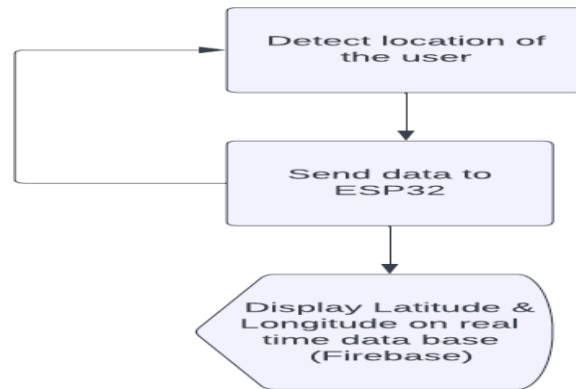 Detect location of
the user
Send data to
ESP32
Display Latitude &
Longitude on real
time data base
(Firebase)